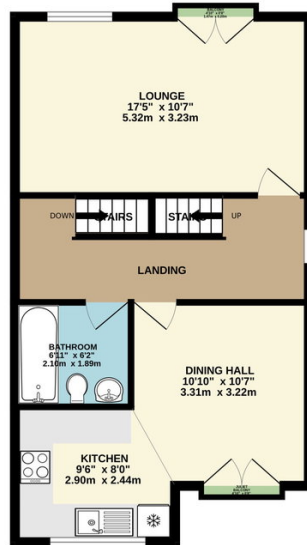 LOUNGE
17'5" x 10'7"
5.32m x 3.23m
DOWN
STAIRS
STAIRS
UP
LANDING
BATHROOM
6'11" x 6'2"
2.10m x 1.89m
DINING HALL
10'10" x 10'7"
3.31m x 3.22m
KITCHEN
9'6" x 8'0"
2.90m x 2.44m
BALCONY